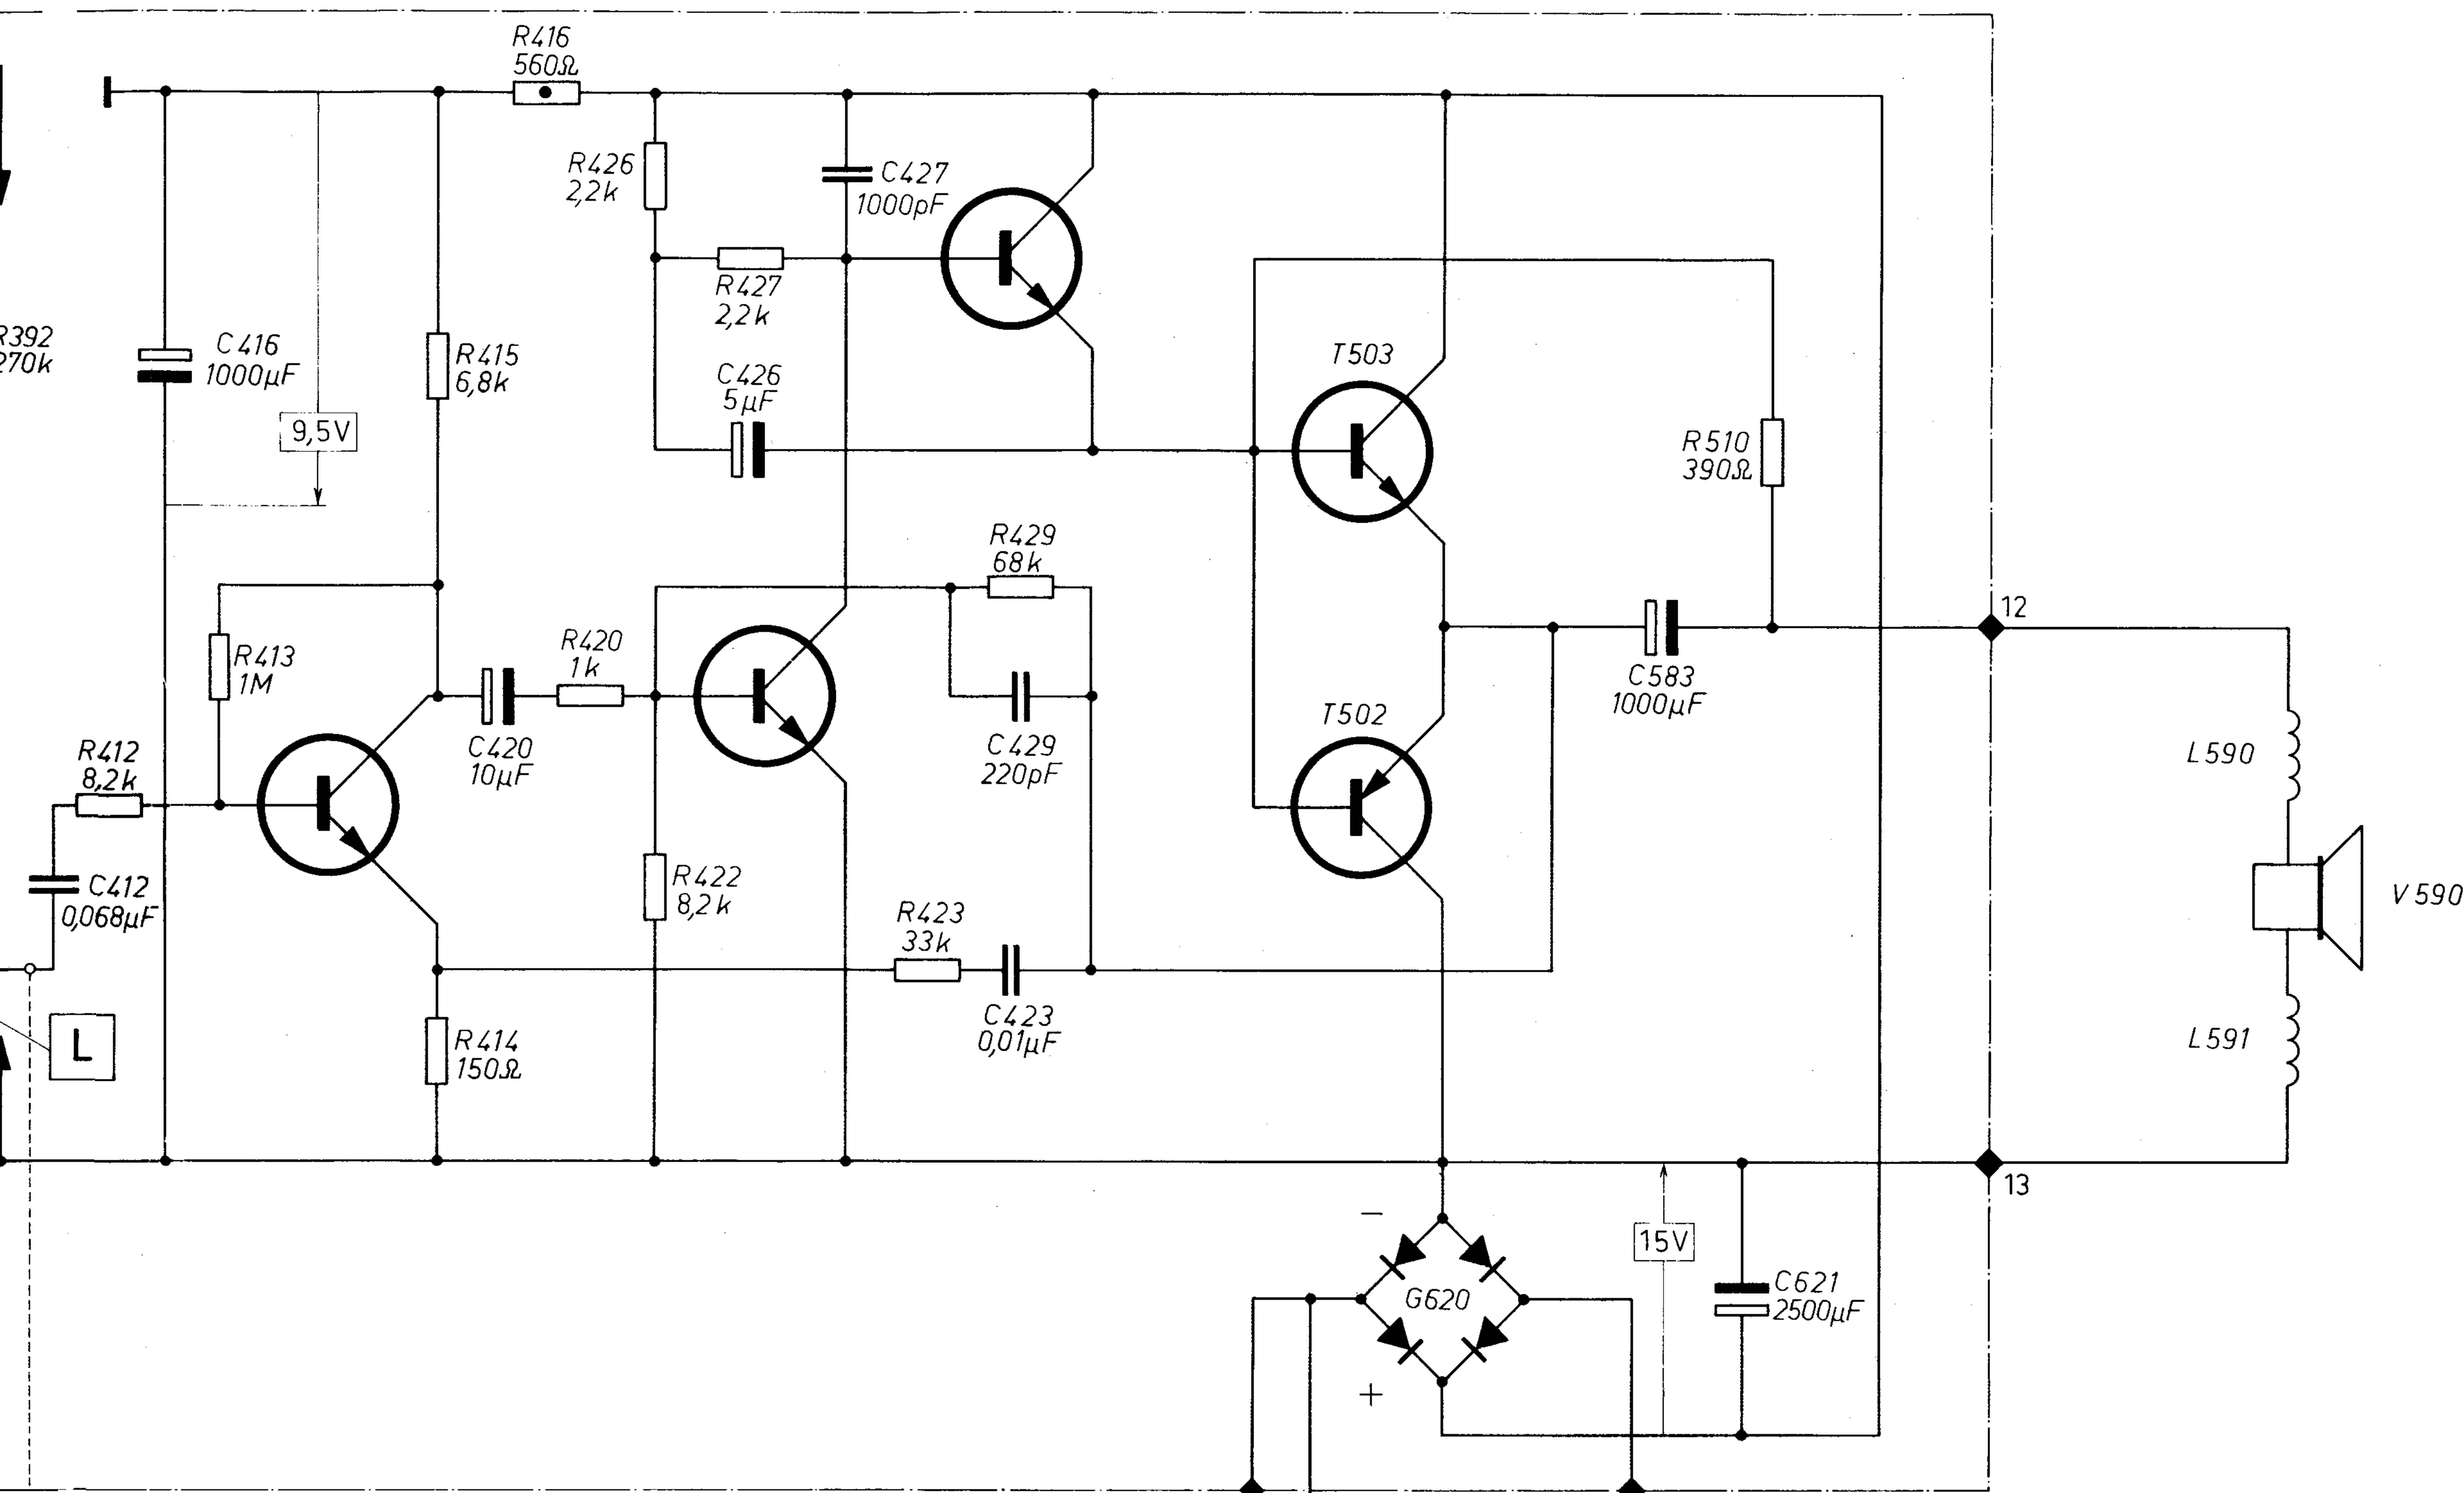 R416
560Ω
R426
2,2k
C427
1000pF
R427
2,2k
R392
270k
C416
1000µF
R415
6,8k
C426
5µF
T503
9,5V
R510
390Ω
R429
68k
12
R413
1M
R420
1k
C583
1000µF
T502
C420
10µF
C429
220pF
R412
8,2k
L590
C412
0,068µF
R422
8,2k
R423
33k
V590
C423
0,01µF
L
R414
150Ω
L591
13
−
15V
G620
C621
2500µF
+